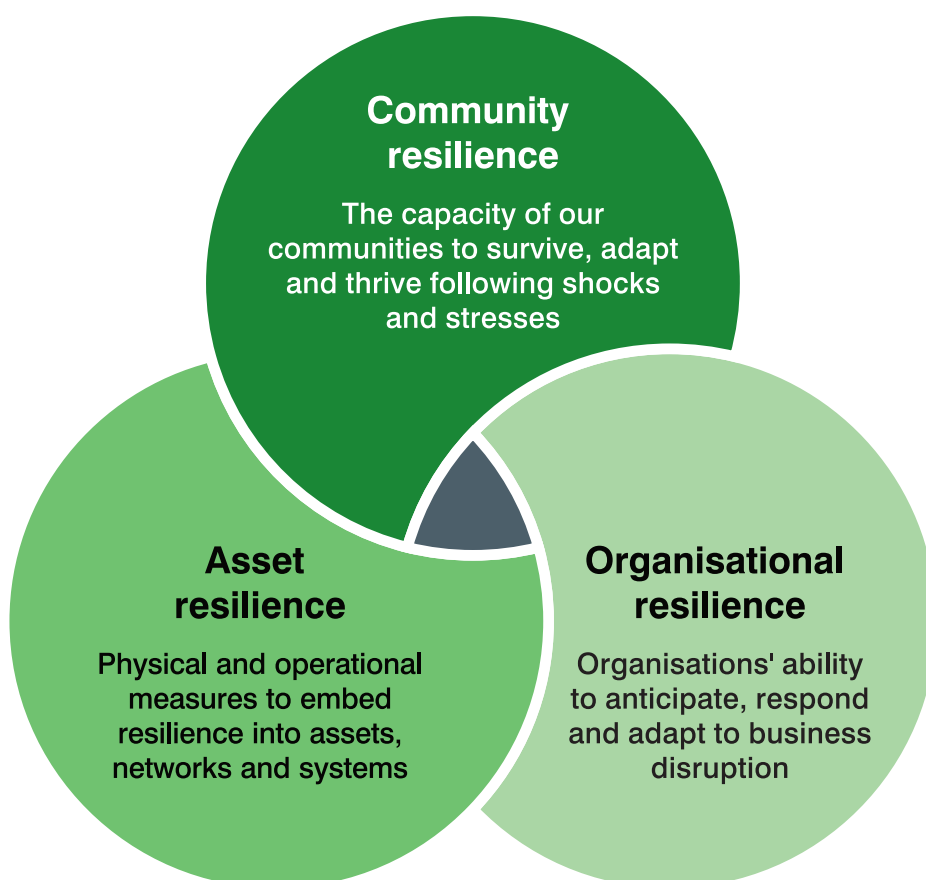 Community
resilience
The capacity of our
communities to survive, adapt
and thrive following shocks
and stresses
Asset
resilience
Physical and operational
measures to embed
resilience into assets,
networks and systems
Organisational
resilience
Organisations' ability
to anticipate, respond
and adapt to business
disruption